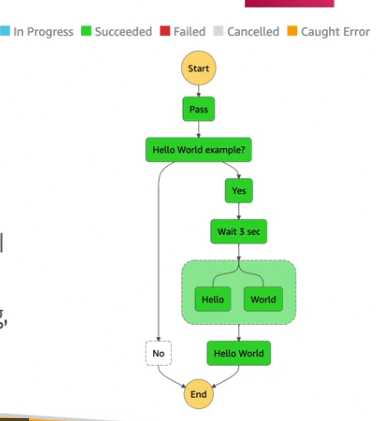 In Progress Succeeded Failed Cancelled Caught Error
Start
Pass
Hello World example?
Yes
Wait 3 sec
Hello World
No Hello World
End